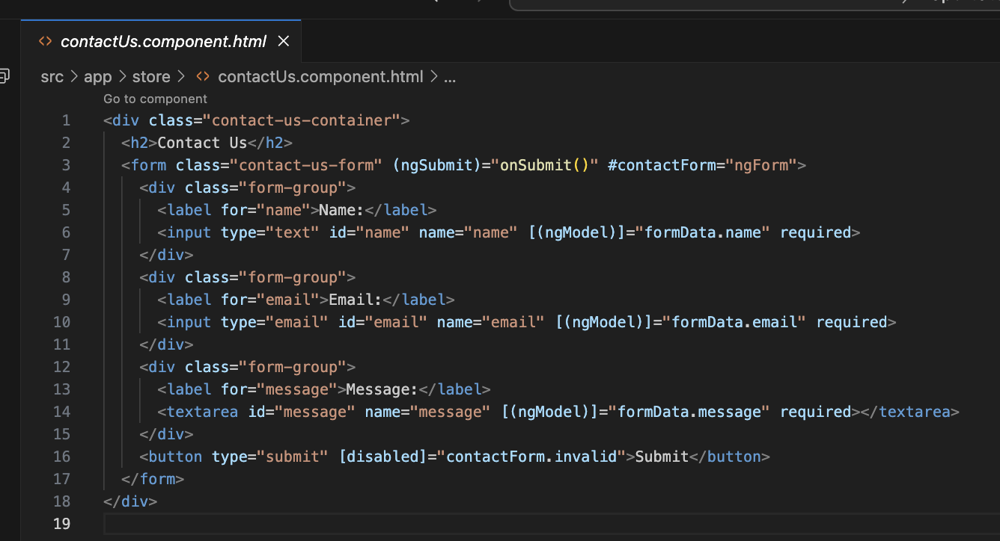 contactUs.component.html
src > app > store > contactUs.component.html > ...
Go to component
1 <div class="contact-us-container">
2   <h2>Contact Us</h2>
3   <form class="contact-us-form" (ngSubmit)="onSubmit()" #contactForm="ngForm">
4     <div class="form-group">
5       <label for="name">Name:</label>
6       <input type="text" id="name" name="name" [(ngModel)]="formData.name" required>
7     </div>
8     <div class="form-group">
9       <label for="email">Email:</label>
10       <input type="email" id="email" name="email" [(ngModel)]="formData.email" required>
11     </div>
12     <div class="form-group">
13       <label for="message">Message:</label>
14       <textarea id="message" name="message" [(ngModel)]="formData.message" required></textarea>
15     </div>
16     <button type="submit" [disabled]="contactForm.invalid">Submit</button>
17   </form>
18 </div>
19